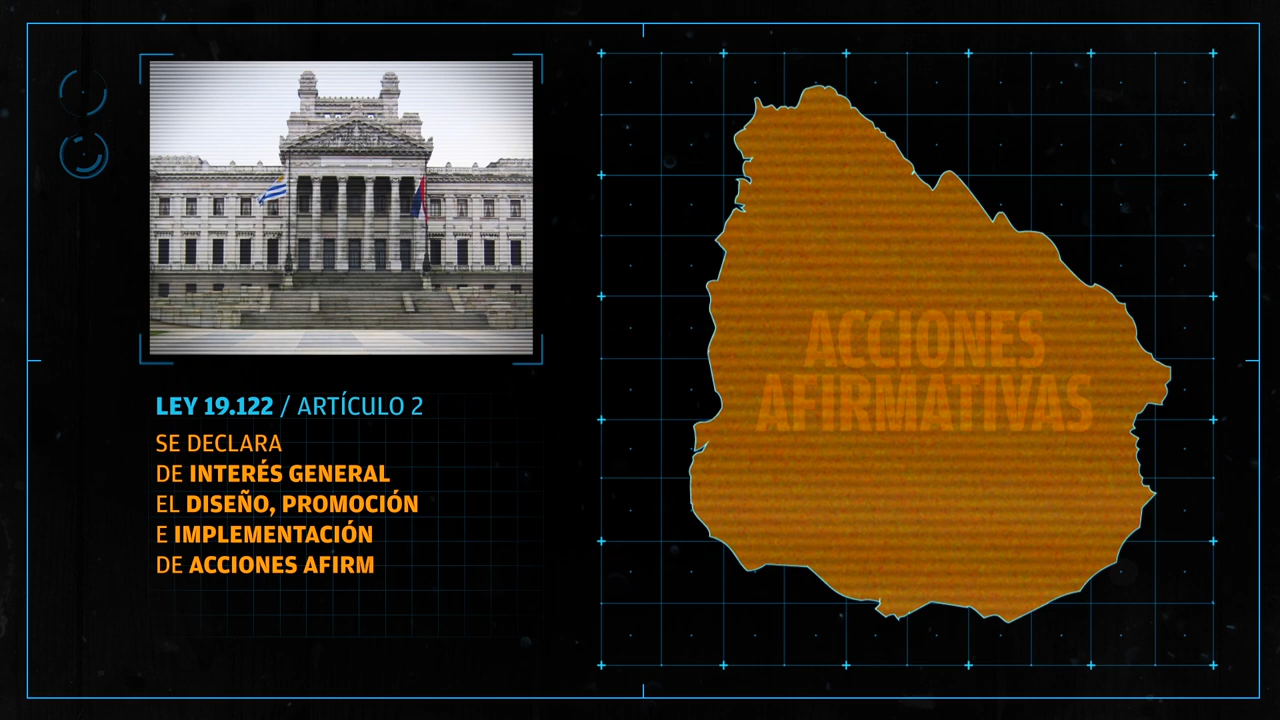 LEY 19.122 / ARTÍCULO 2
SE DECLARA
DE INTERÉS GENERAL
EL DISEÑO, PROMOCIÓN
E IMPLEMENTACIÓN
DE ACCIONES AFIRM
ACCIONES
AFIRMATIVAS